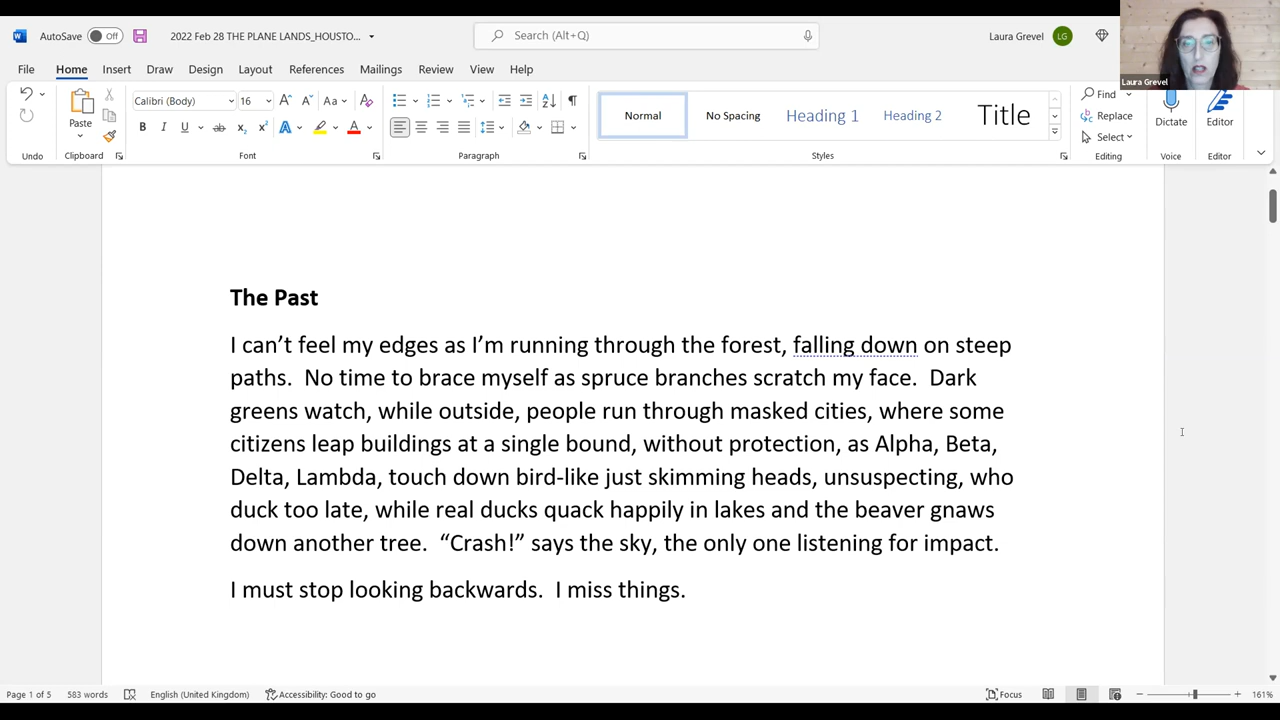 AutoSave Off 2022 Feb 28 THE PLANE LANDS_HOUSTO... Search (Alt+Q) Laura Grevel LG
Laura Grevel
File Home Insert Draw Design Layout References Mailings Review View Help
Calibri (Body) 16 Aa Find
Paste Normal No Spacing Heading 1 Heading 2 Title Replace Dictate Editor
B I U ab x2 x2 A A Select
Undo Clipboard Font Paragraph Styles Editing Voice Editor
The Past
I can’t feel my edges as I’m running through the forest, falling down on steep
paths. No time to brace myself as spruce branches scratch my face. Dark
greens watch, while outside, people run through masked cities, where some
citizens leap buildings at a single bound, without protection, as Alpha, Beta,
Delta, Lambda, touch down bird-like just skimming heads, unsuspecting, who
duck too late, while real ducks quack happily in lakes and the beaver gnaws
down another tree. “Crash!” says the sky, the only one listening for impact.
I must stop looking backwards. I miss things.
Page 1 of 5 583 words English (United Kingdom) Accessibility: Good to go Focus 161%